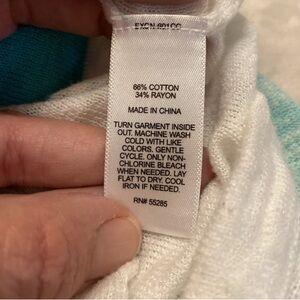 66% COTTON
34% RAYON
MADE IN CHINA
TURN GARMENT INSIDE
OUT. MACHINE WASH
COLD WITH LIKE
COLORS. GENTLE
CYCLE. ONLY NON-
CHLORINE BLEACH
WHEN NEEDED. LAY
FLAT TO DRY. COOL
IRON IF NEEDED.
RN# 55285